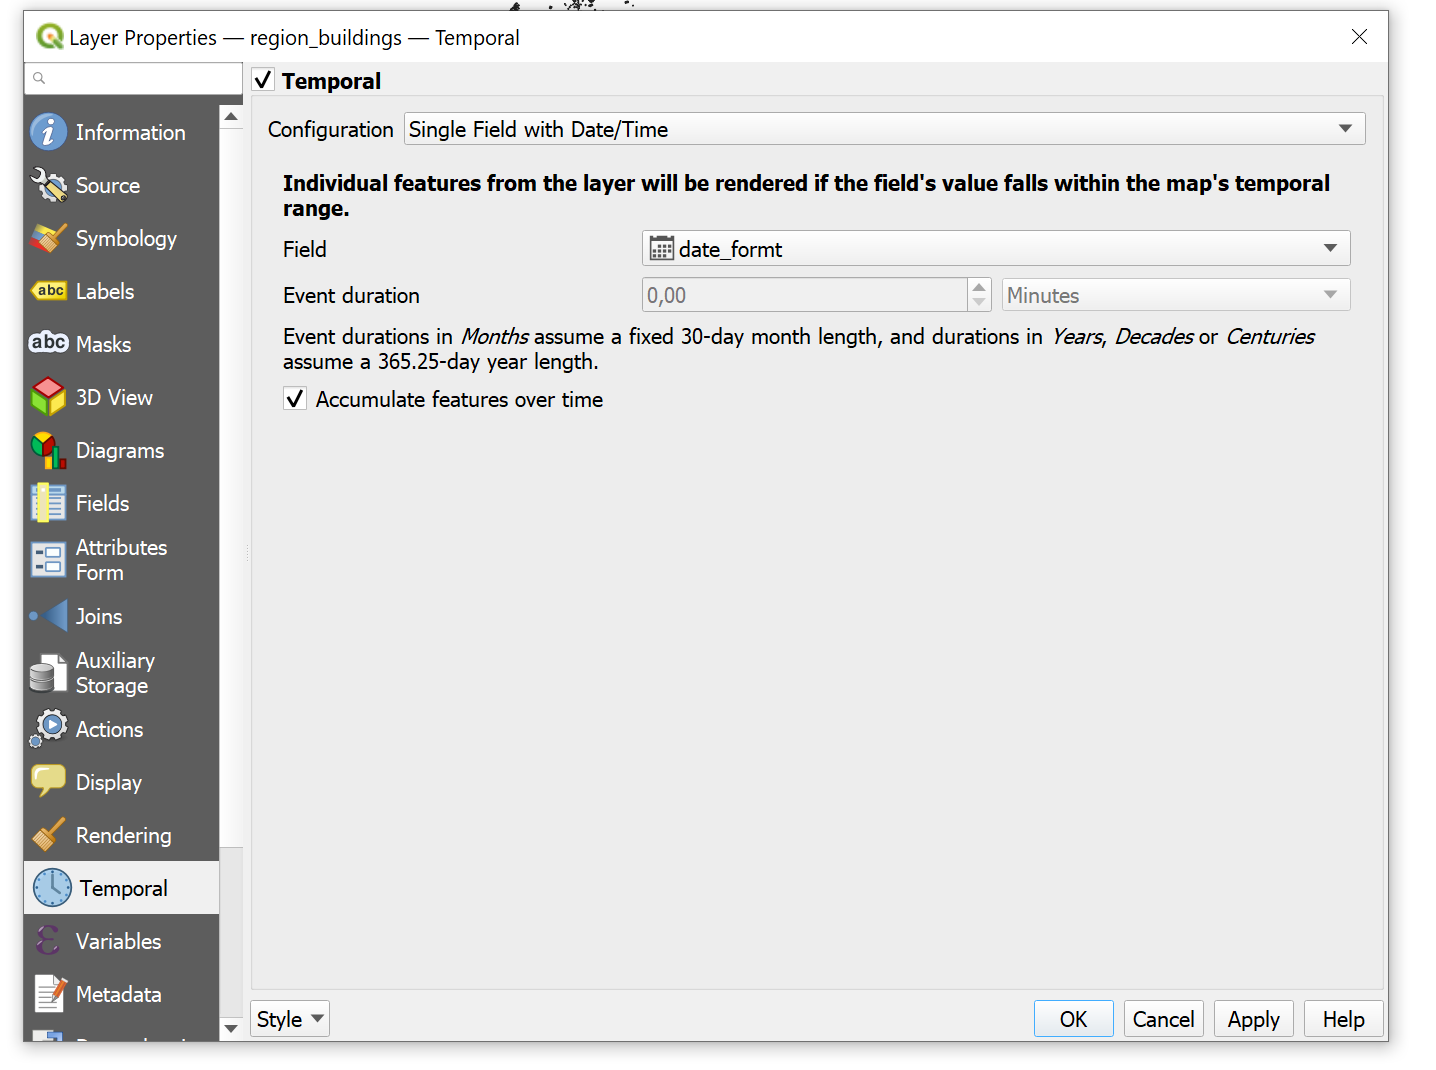 Layer Properties — region_buildings — Temporal
Temporal
Information
Configuration
Single Field with Date/Time
Individual features from the layer will be rendered if the field's value falls within the map's temporal
range.
Source
Symbology
Field
date_formt
Labels
abc
Event duration
0,00
Minutes
Masks
abc
Event durations in Months assume a fixed 30-day month length, and durations in Years, Decades or Centuries
assume a 365.25-day year length.
3D View
Accumulate features over time
Diagrams
Fields
Attributes
Form
Joins
Auxiliary
Storage
Actions
Display
Rendering
Temporal
Variables
Metadata
Style
OK
Cancel
Apply
Help